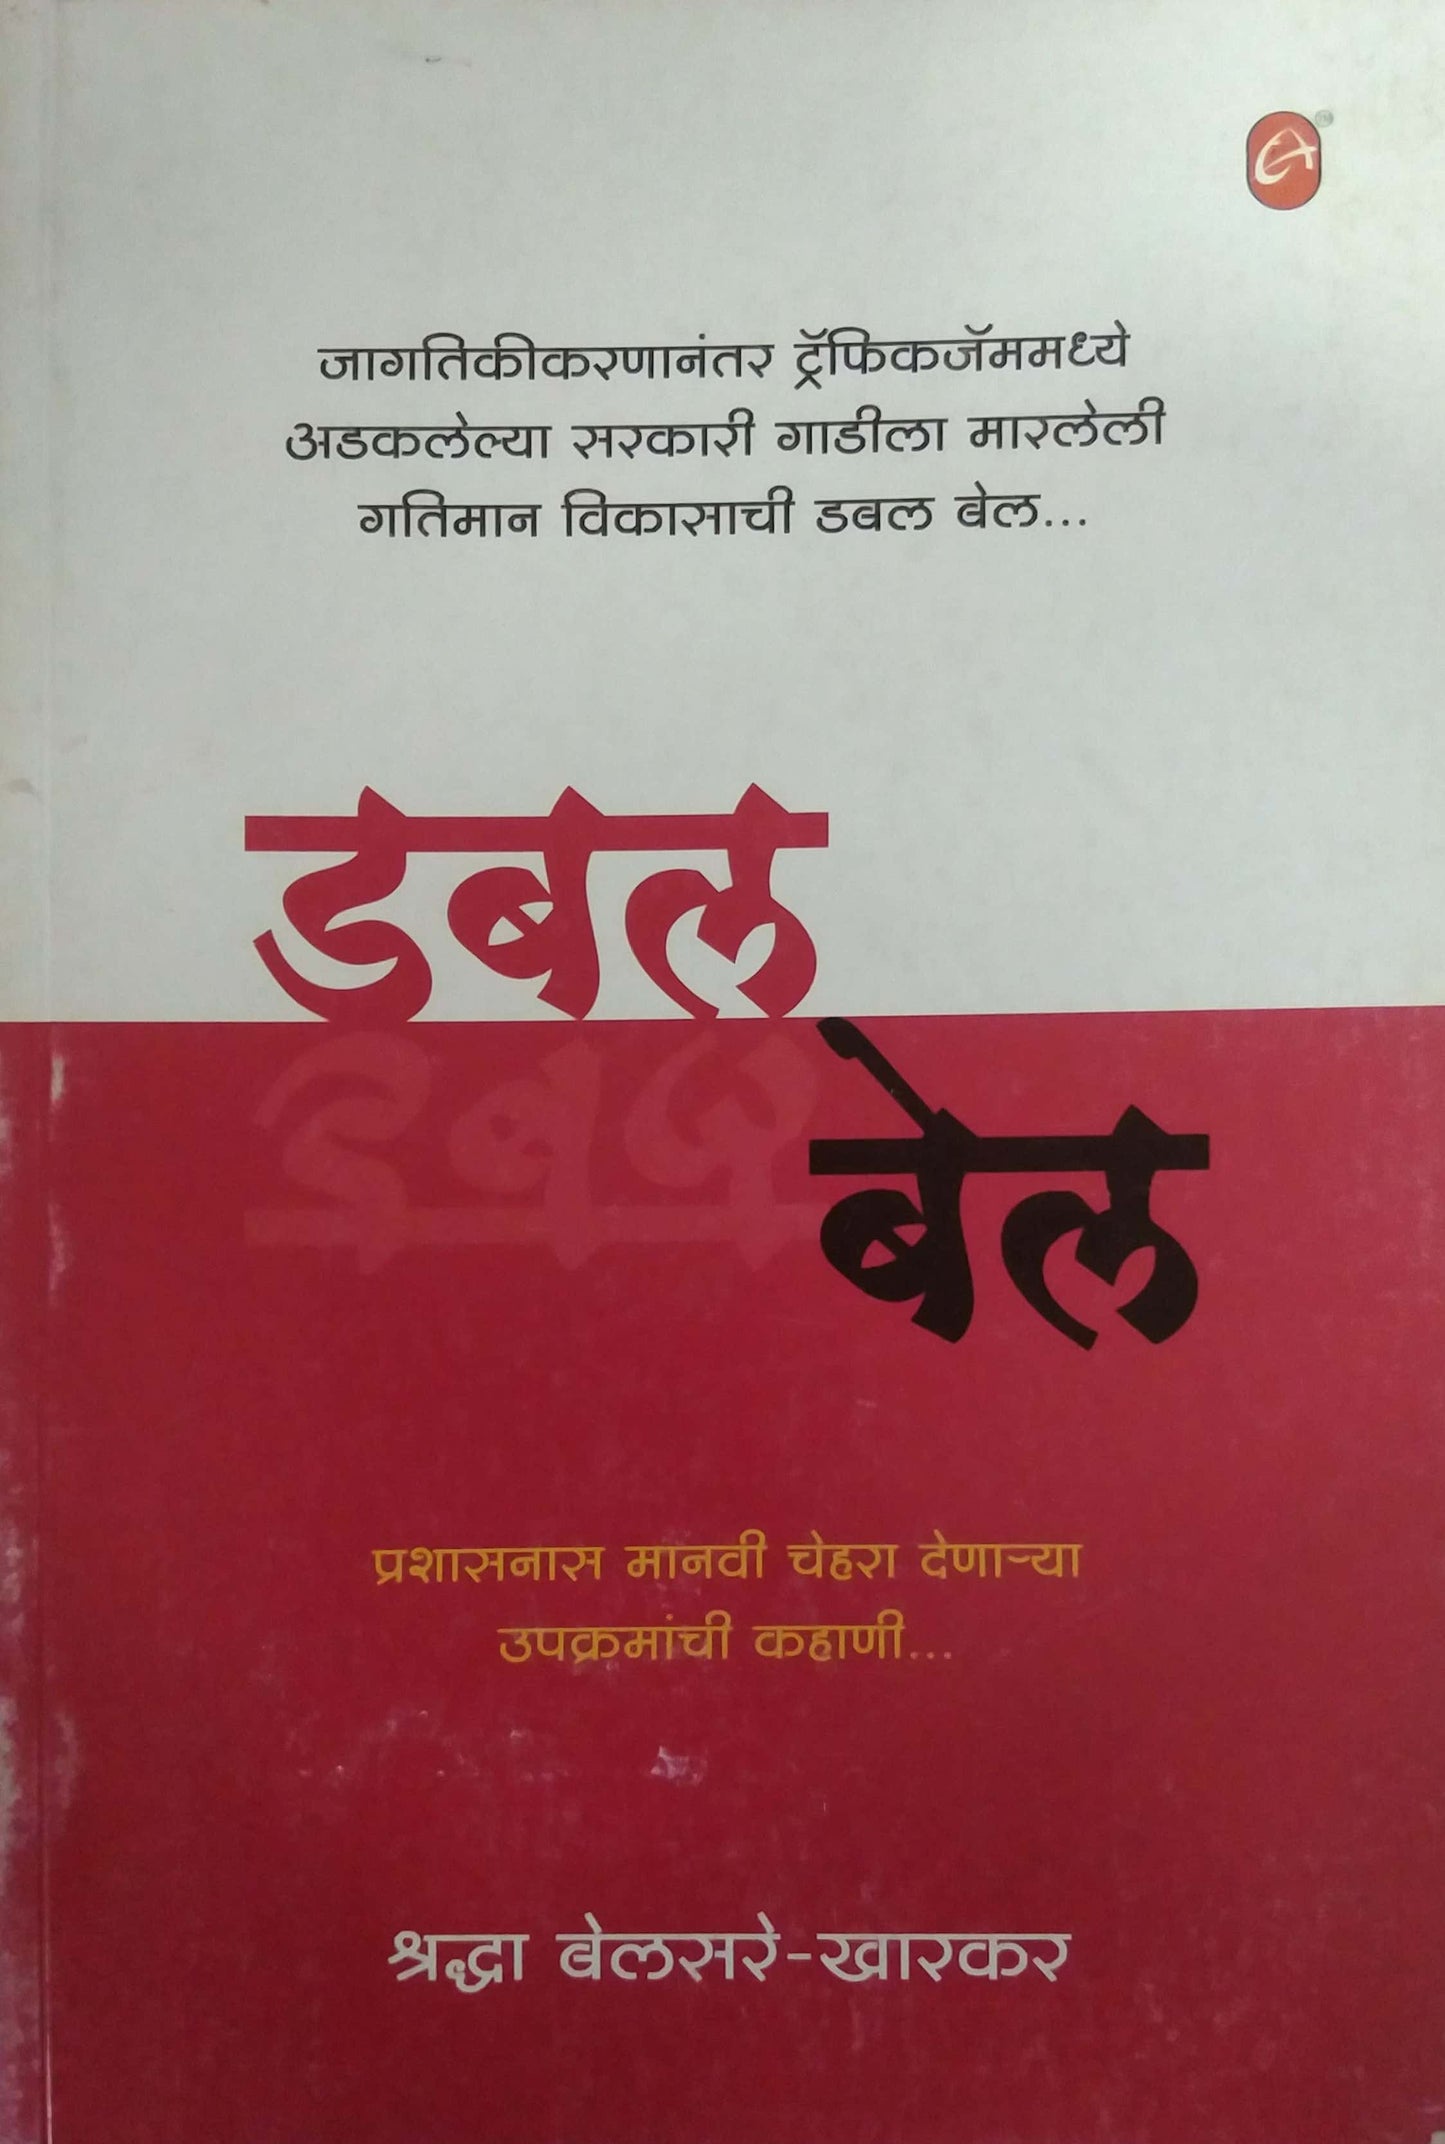 जागतिकीकरणानंतर ट्रॅफिकजॅममध्ये
अडकलेल्या सरकारी गाडीला मारलेली
गतिमान विकासाची डबल बेल...
डबल
बेल
प्रशासनास मानवी चेहरा देणाऱ्या
उपक्रमांची कहाणी...
श्रद्धा बेलसरे-खारकर